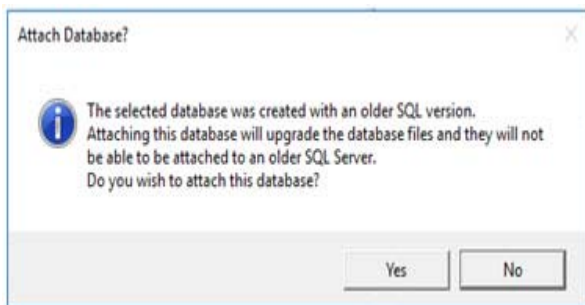 Attach Database?
The selected database was created with an older SQL version.
Attaching this database will upgrade the database files and they will not
be able to be attached to an older SQL Server.
Do you wish to attach this database?
Yes
No